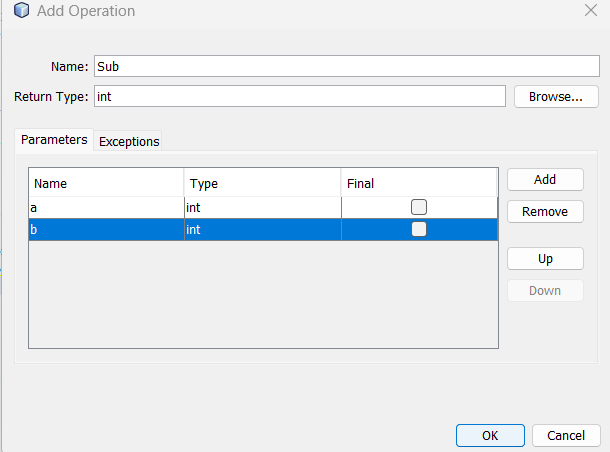 Add Operation
Name: Sub
Return Type: int Browse...
Parameters Exceptions
Name Type Final Add
a int Remove
b int
Up
Down
OK Cancel